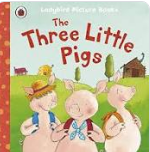 Ladybird Picture Books
The
Three Little
Pigs